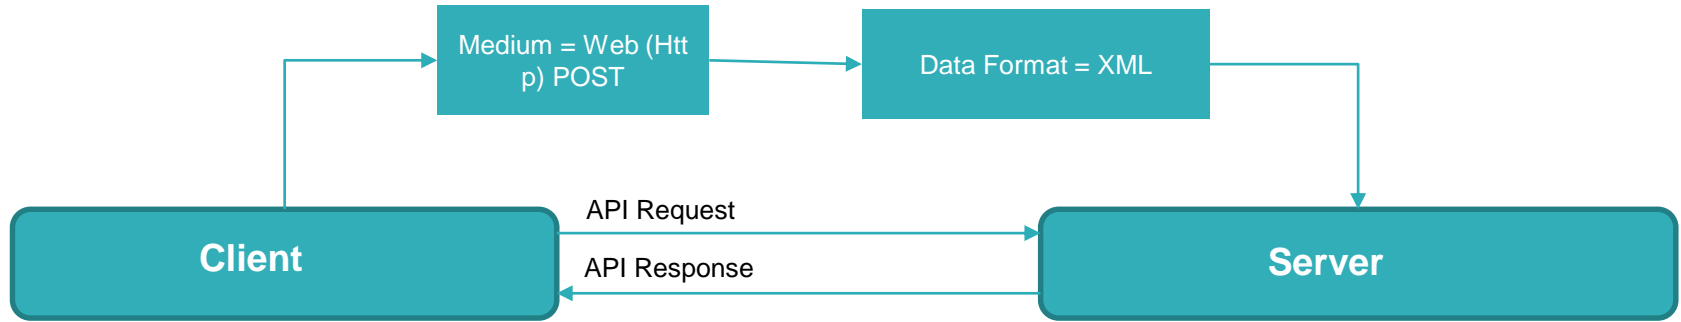 Medium = Web (Htt
p) POST
Data Format = XML
API Request
Client
API Response
Server